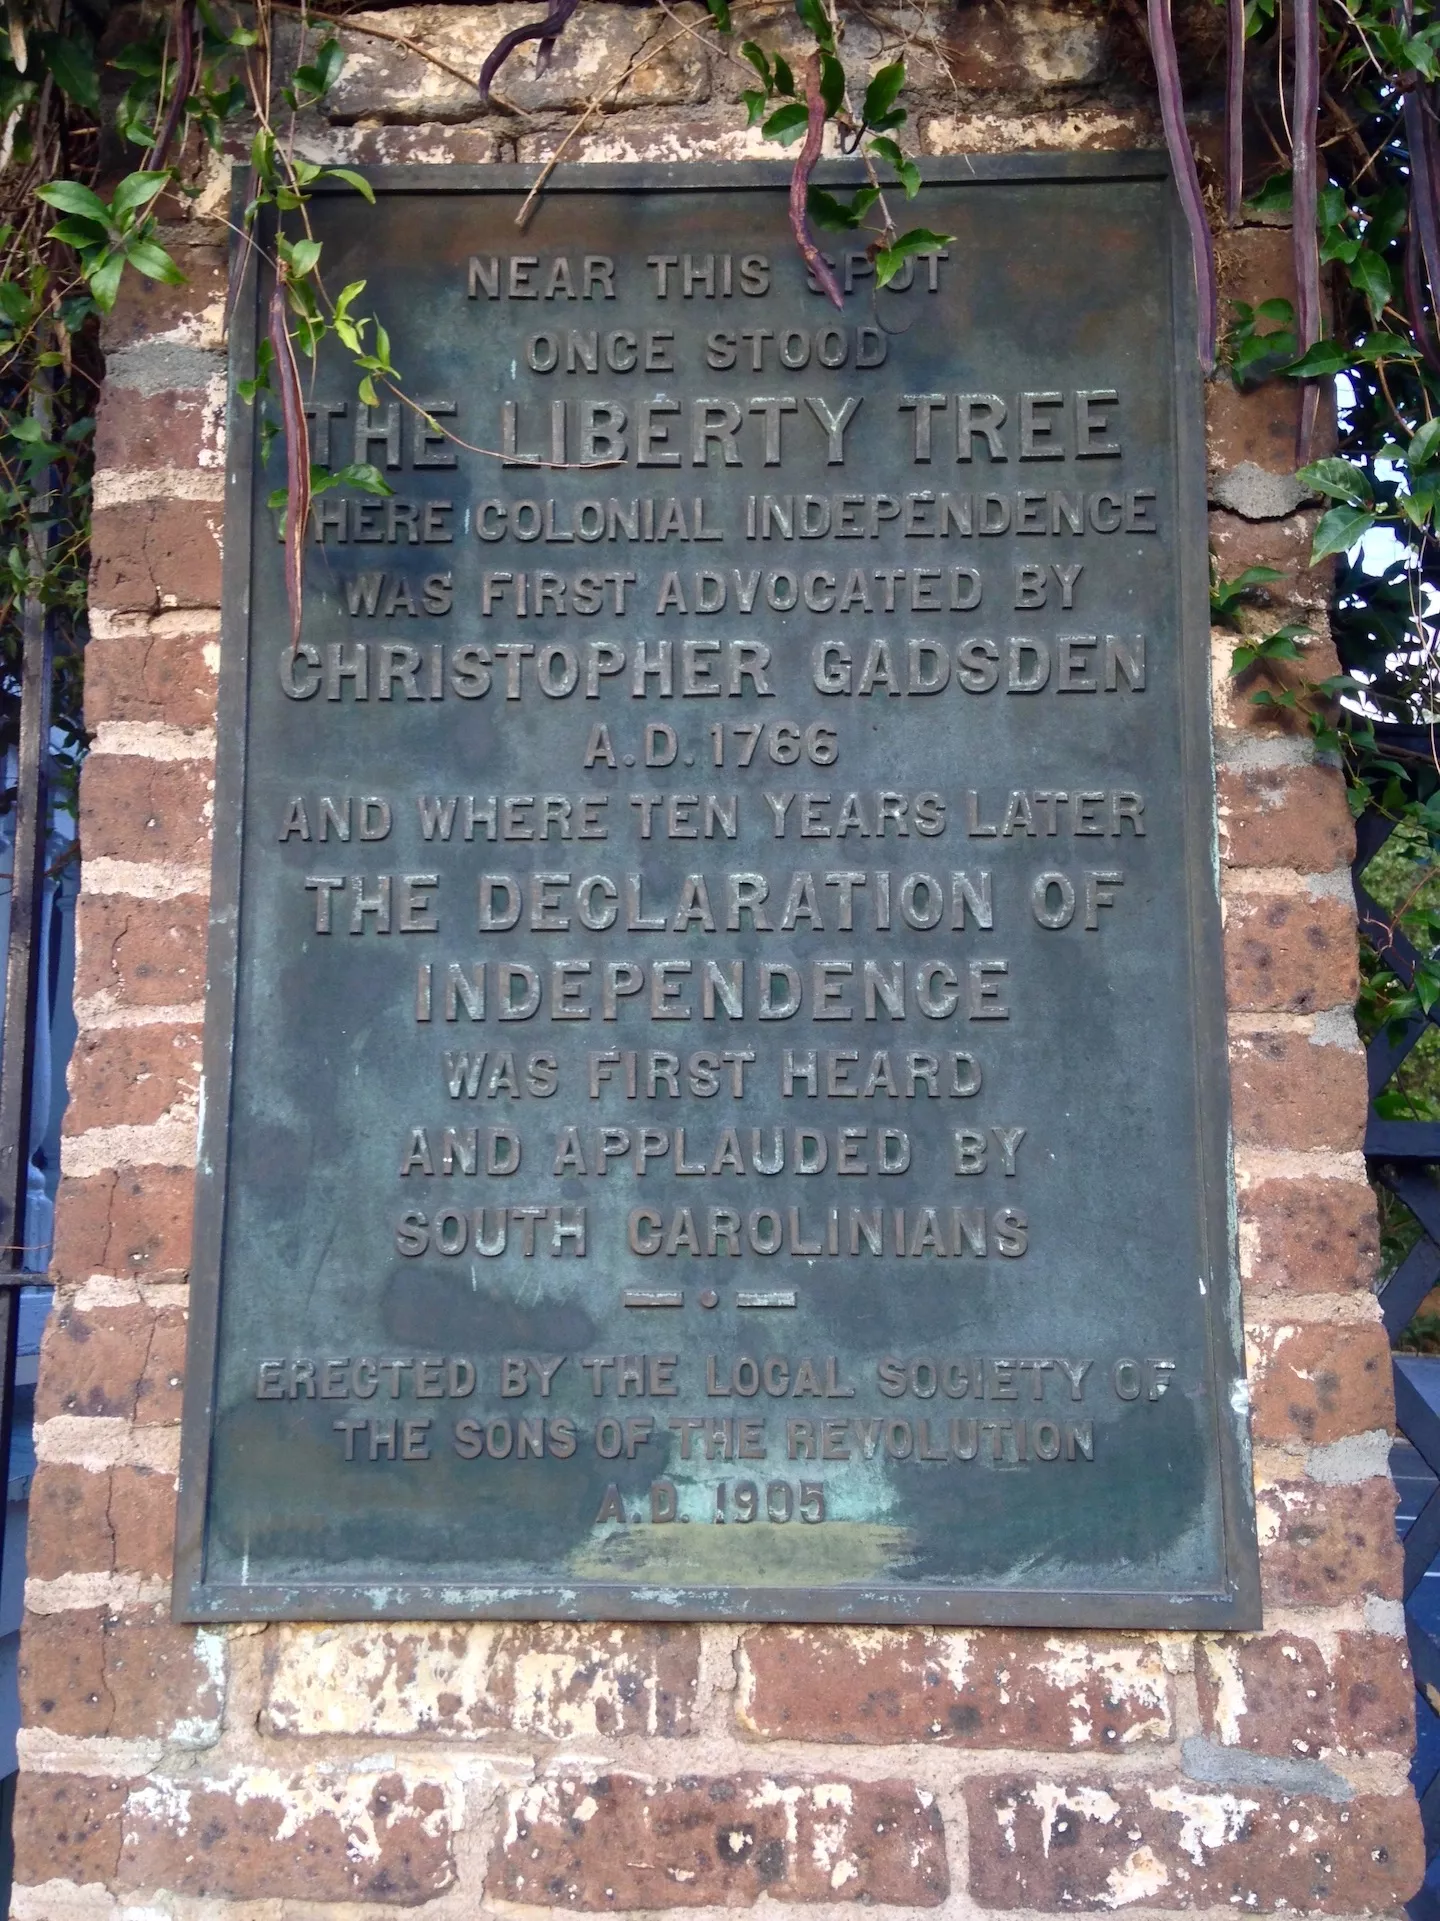 NEAR THIS SPOT
ONCE STOOD
THE LIBERTY TREE
WHERE COLONIAL INDEPENDENCE
WAS FIRST ADVOCATED BY
CHRISTOPHER GADSDEN
A.D. 1766
AND WHERE TEN YEARS LATER
THE DECLARATION OF
INDEPENDENCE
WAS FIRST HEARD
AND APPLAUDED BY
SOUTH CAROLINIANS
ERECTED BY THE LOCAL SOCIETY OF
THE SONS OF THE REVOLUTION
A.D. 1905